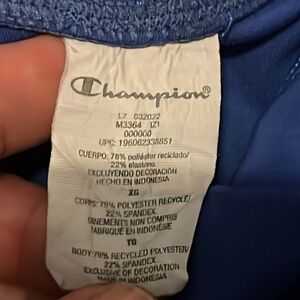 Champion®
L7 032022
M3364 IZ1
000000
UPC: 196062338851
CUERPO: 78% poliéster reciclado/
22% elastano.
EXCLUYENDO DECORACIÓN
HECHO EN INDONESIA
XG
CORPS: 78% POLYESTER RECYCLÉ/
22% SPANDEX
ORNEMENTS NON COMPRIS
FABRIQUÉ EN INDONÉSIE
TG
BODY: 78% RECYCLED POLYESTER/
22% SPANDEX
EXCLUSIVE OF DECORATION
MADE IN INDONESIA